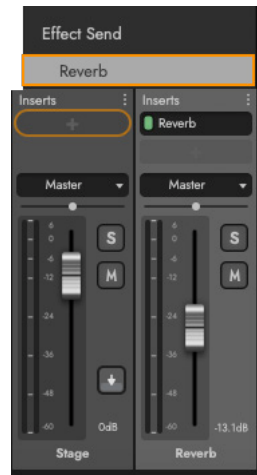 Effect Send
Reverb
Inserts
Inserts
Reverb
Master
Master
6
0
-6
-12
-24
-36
-48
-60
S
M
0dB
6
0
-6
-12
-24
-36
-48
-60
S
M
-13.1dB
Stage
Reverb